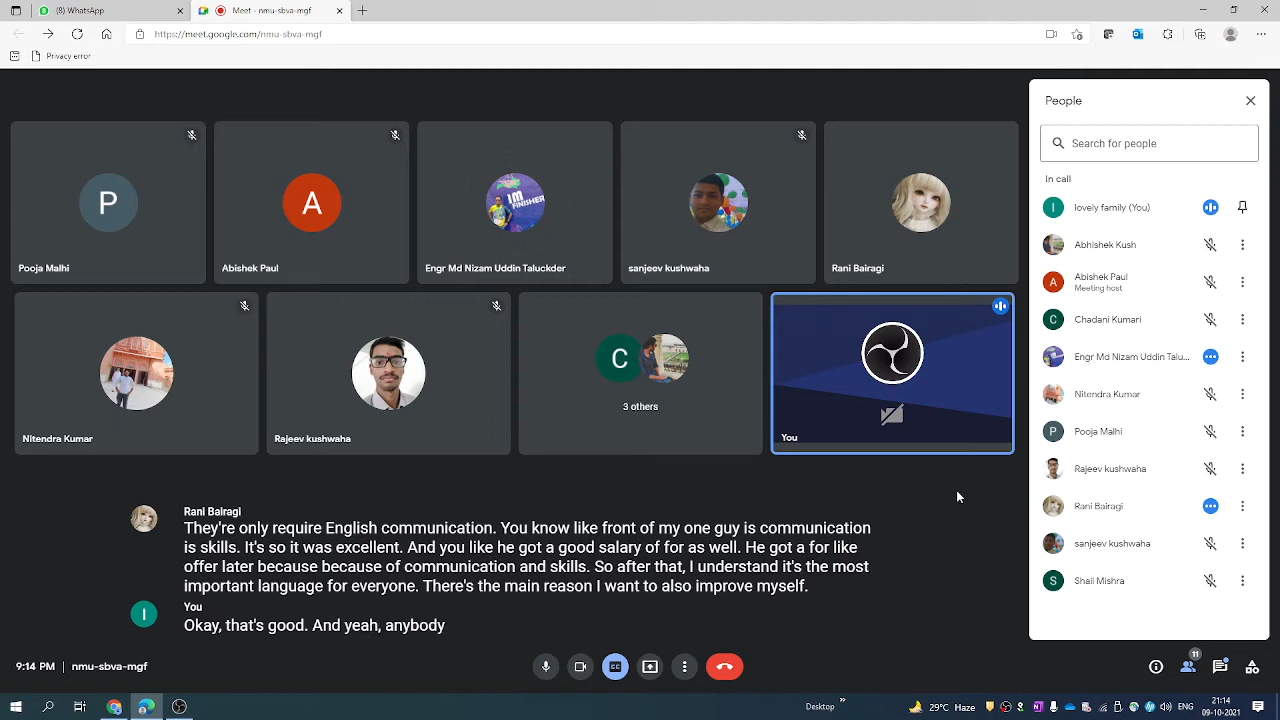 (8) WhatsApp
Meet - nmu-sbva-mgf
https://meet.google.com/nmu-sbva-mgf
Privacy error
People
Search for people
In call
lovely family (You)
Abhishek Kush
Abishek Paul
Meeting host
Chadani Kumari
Engr Md Nizam Uddin Talu...
Nitendra Kumar
Pooja Malhi
Rajeev kushwaha
Rani Bairagi
sanjeev kushwaha
Shail Mishra
P
A
IM
FINISHER
Pooja Malhi
Abishek Paul
Engr Md Nizam Uddin Taluckder
sanjeev kushwaha
Rani Bairagi
C
3 others
Nitendra Kumar
Rajeev kushwaha
You
Rani Bairagi
They're only require English communication. You know like front of my one guy is communication
is skills. It's so it was excellent. And you like he got a good salary of for as well. He got a for like
offer later because because of communication and skills. So after that, I understand it's the most
important language for everyone. There's the main reason I want to also improve myself.
You
Okay, that's good. And yeah, anybody
9:14 PM | nmu-sbva-mgf
11
Desktop
29°C Haze
ENG
21:14
09-10-2021